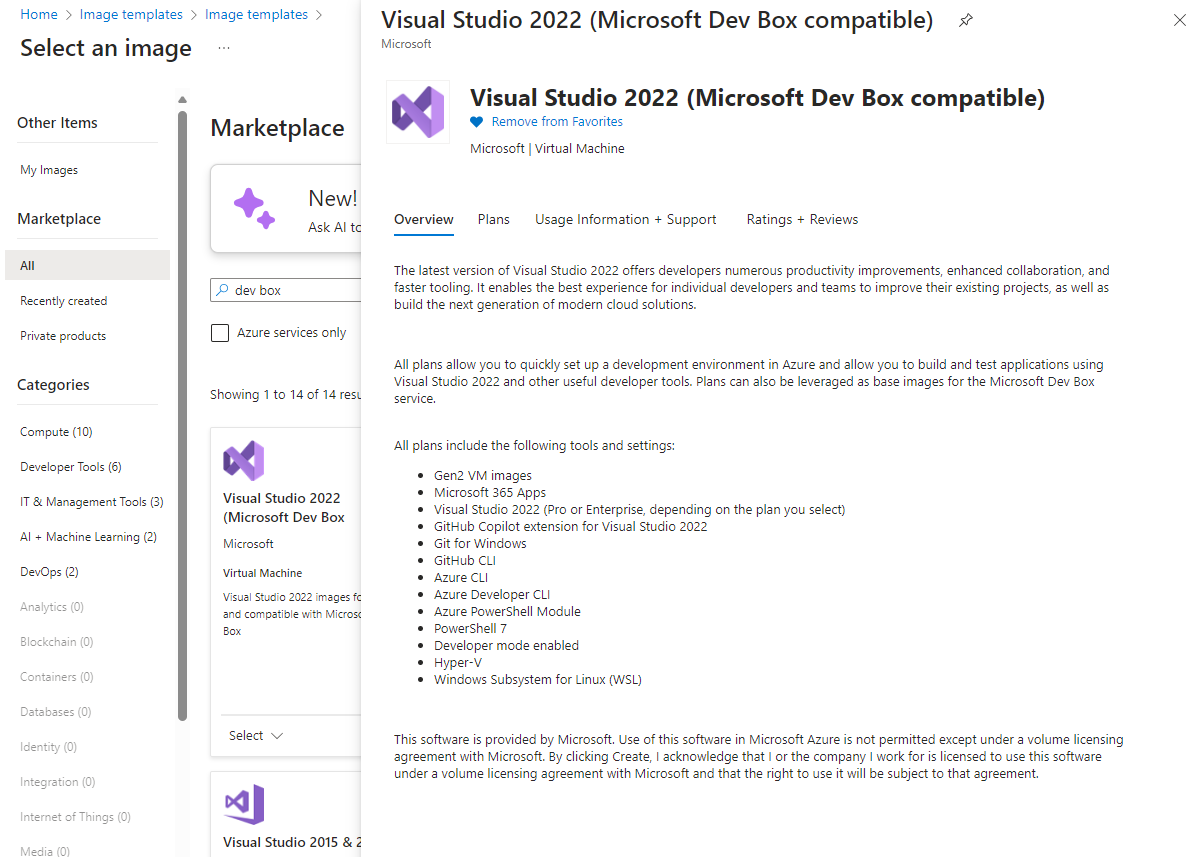 Home > Image templates > Image templates >
Select an image ...
Other Items
My Images
Marketplace
All
Recently created
Private products
Categories
Compute (10)
Developer Tools (6)
IT & Management Tools (3)
AI + Machine Learning (2)
DevOps (2)
Analytics (0)
Blockchain (0)
Containers (0)
Databases (0)
Identity (0)
Integration (0)
Internet of Things (0)
Media (0)
Marketplace
New!
Ask AI to
dev box
Azure services only
Showing 1 to 14 of 14
Visual Studio 2022
(Microsoft Dev Box
Microsoft
Virtual Machine
Visual Studio 2022 images
and compatible with
Box
Select
Visual Studio 2015 &
Visual Studio 2022 (Microsoft Dev Box compatible)
Microsoft
Visual Studio 2022 (Microsoft Dev Box compatible)
Remove from Favorites
Microsoft | Virtual Machine
Overview Plans Usage Information + Support Ratings + Reviews
The latest version of Visual Studio 2022 offers developers numerous productivity improvements, enhanced collaboration, and
faster tooling. It enables the best experience for individual developers and teams to improve their existing projects, as well as
build the next generation of modern cloud solutions.
All plans allow you to quickly set up a development environment in Azure and allow you to build and test applications using
Visual Studio 2022 and other useful developer tools. Plans can also be leveraged as base images for the Microsoft Dev Box
service.
All plans include the following tools and settings:
• Gen2 VM images
• Microsoft 365 Apps
• Visual Studio 2022 (Pro or Enterprise, depending on the plan you select)
• GitHub Copilot extension for Visual Studio 2022
• Git for Windows
• GitHub CLI
• Azure CLI
• Azure Developer CLI
• Azure PowerShell Module
• PowerShell 7
• Developer mode enabled
• Hyper-V
• Windows Subsystem for Linux (WSL)
This software is provided by Microsoft. Use of this software in Microsoft Azure is not permitted except under a volume licensing
agreement with Microsoft. By clicking Create, I acknowledge that I or the company I work for is licensed to use this software
under a volume licensing agreement with Microsoft and that the right to use it will be subject to that agreement.